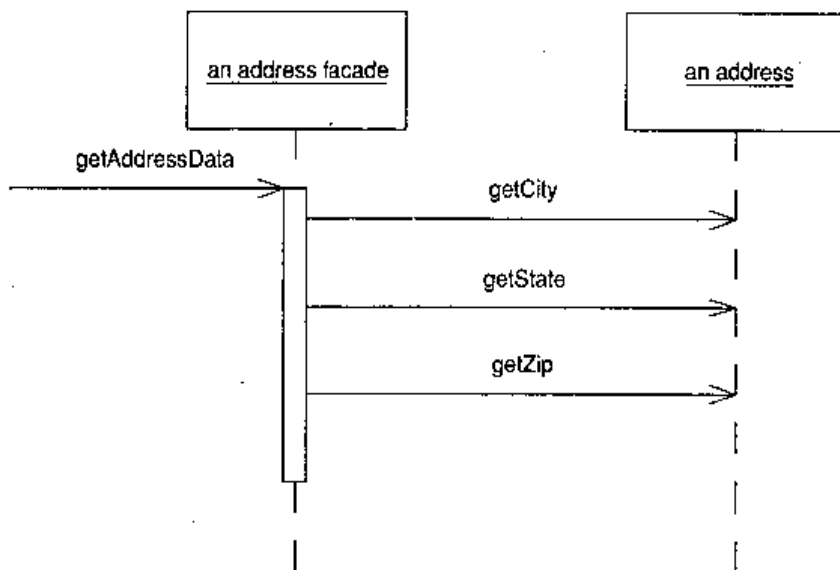 an address facade
an address
getAddressData
getCity
getState
getZip